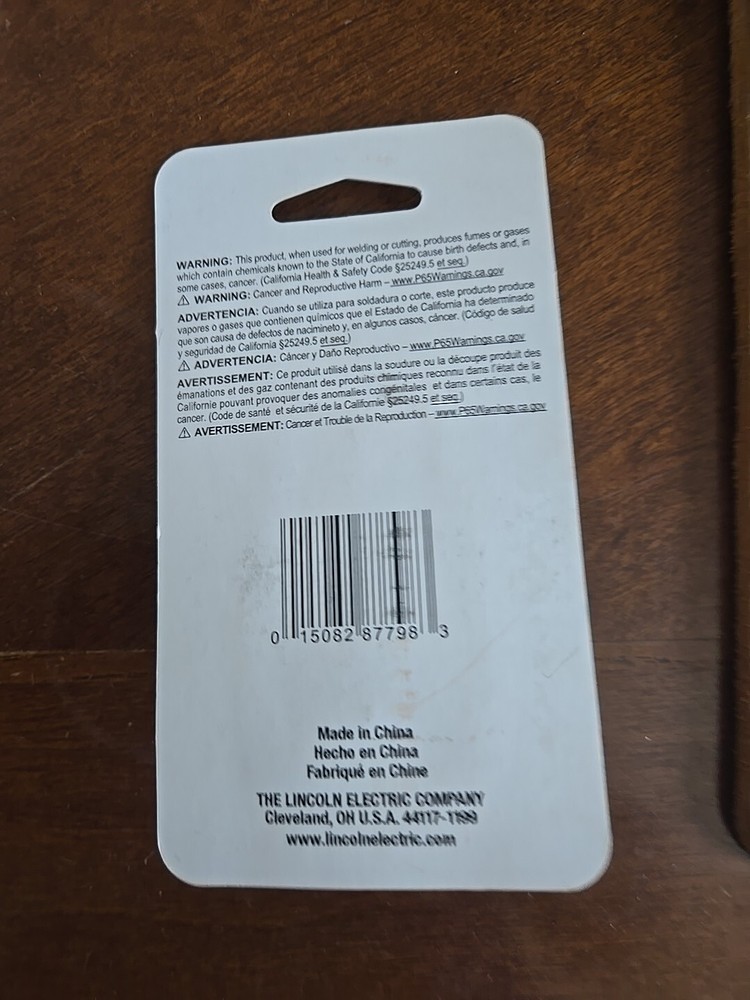 WARNING: This product, when used for welding or cutting, produces fumes or gases
which contain chemicals known to the State of California to cause birth defects and, in
some cases, cancer. (California Health & Safety Code §25249.5 et seq.)
⚠ WARNING: Cancer and Reproductive Harm – www.P65Warnings.ca.gov
ADVERTENCIA: Cuando se utiliza para soldadura o corte, este producto produce
vapores o gases que contienen químicos que el Estado de California ha determinado
que son causa de defectos de nacimineto y, en algunos casos, cáncer. (Código de salud
y seguridad de California §25249.5 et seq.)
⚠ ADVERTENCIA: Cáncer y Daño Reproductivo – www.P65Warnings.ca.gov
AVERTISSEMENT: Ce produit utilisé dans la soudure ou la découpe produit des
émanations et des gaz contenant des produits chimiques reconnu dans l'état de la
Californie pouvant provoquer des anomalies congénitales et dans certains cas, le
cancer. (Code de santé et sécurité de la Californie §25249.5 et seq.)
⚠ AVERTISSEMENT: Cancer et Trouble de la Reproduction – www.P65Warnings.ca.gov
0 15082 87798 3
Made in China
Hecho en China
Fabriqué en Chine
THE LINCOLN ELECTRIC COMPANY
Cleveland, OH U.S.A. 44117-1199
www.lincolnelectric.com